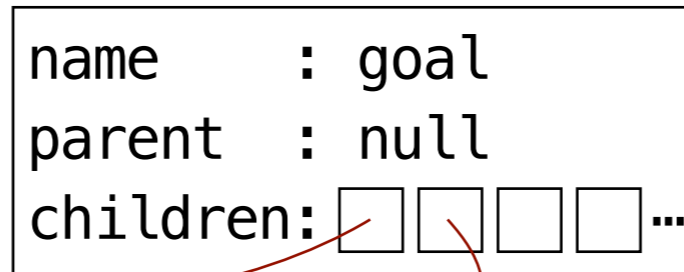 name : goal
parent : null
children: …